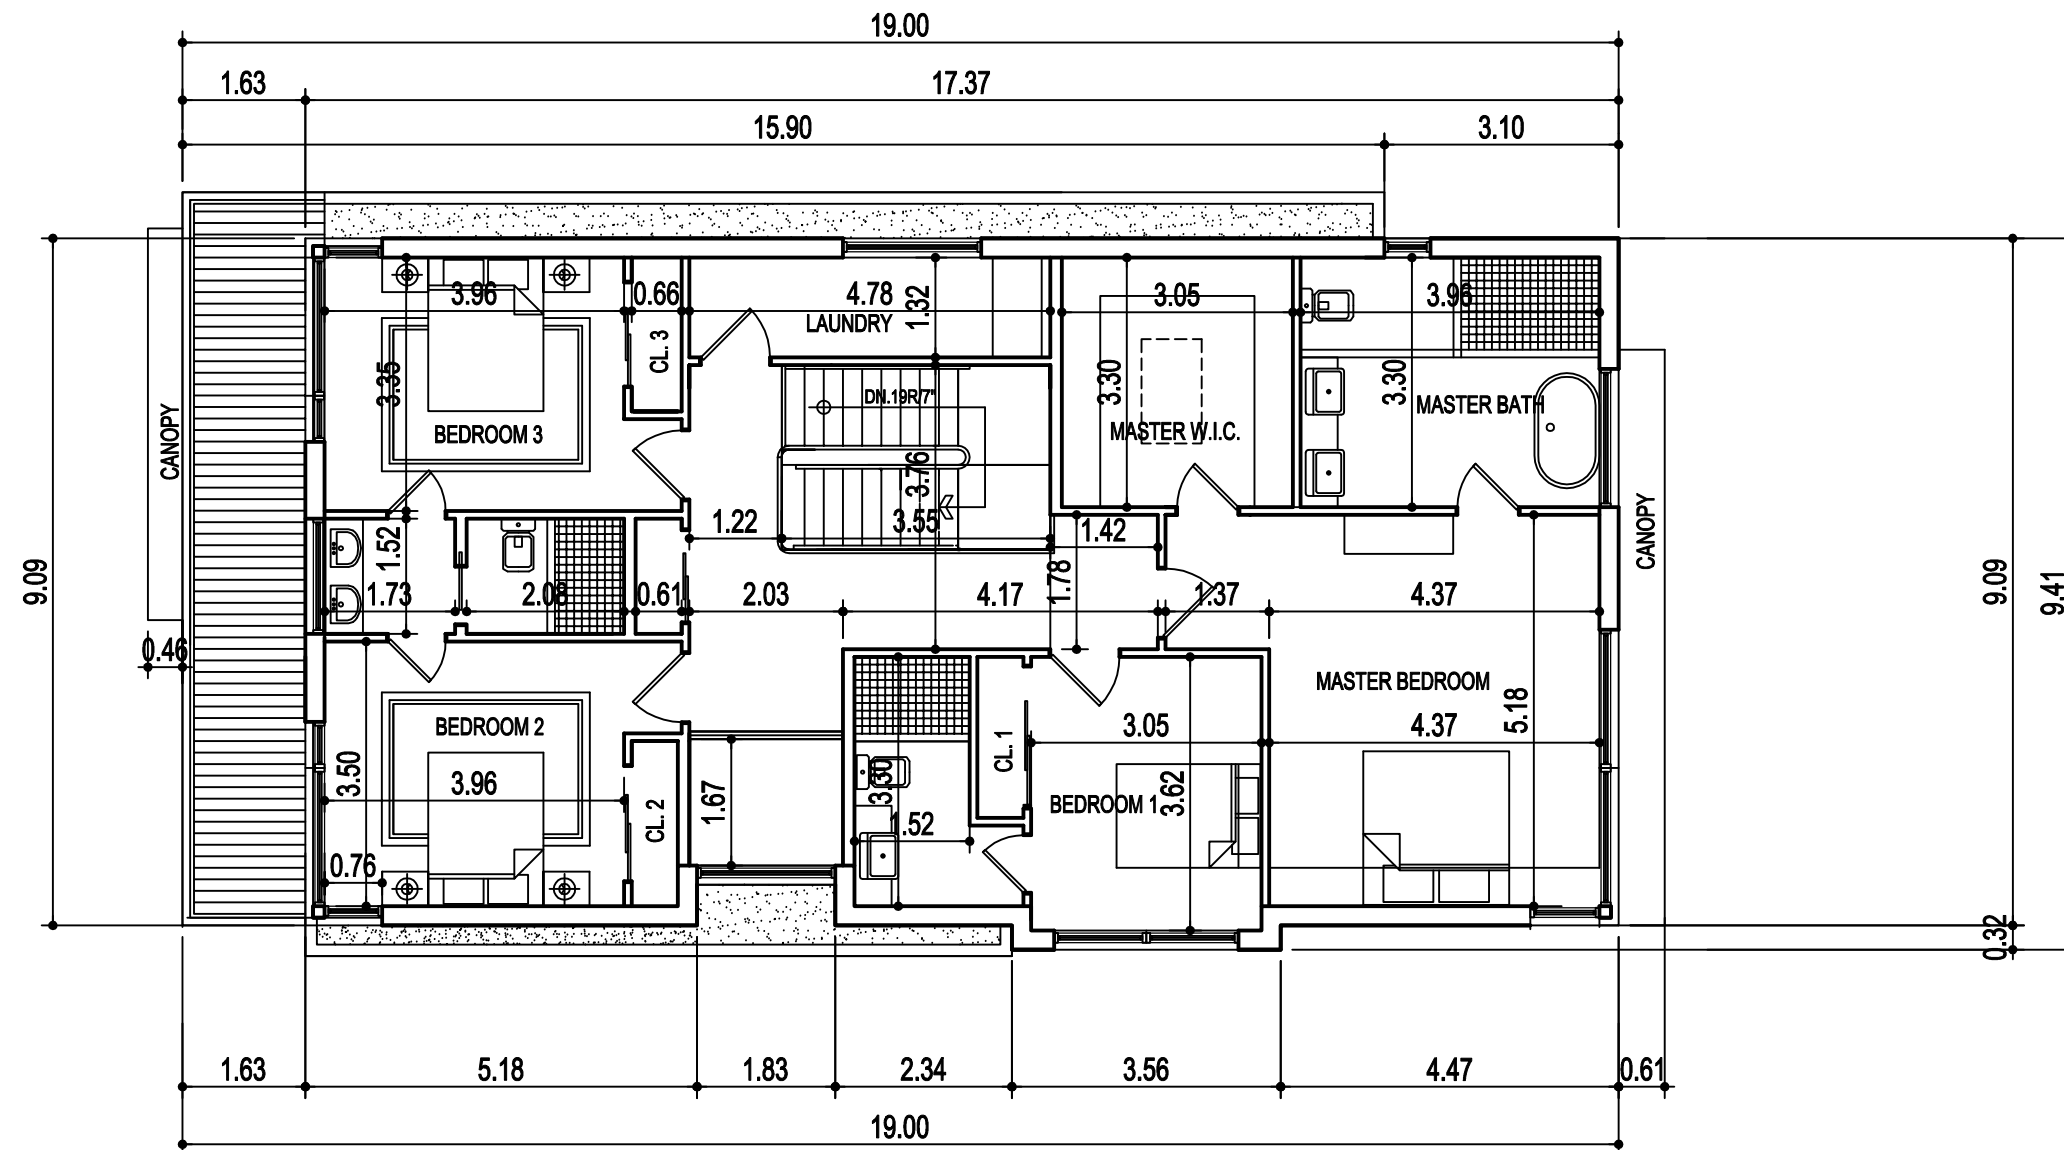 19.00
1.63 17.37
15.90 3.10
3.96 0.66 4.78 1.32 3.05 3.96
LAUNDRY
CL. 3
3.35 3.30 3.30
DN.19R/7"
CANOPY
BEDROOM 3 MASTER W.I.C. MASTER BATH
3.76
1.22 3.55 1.42
CANOPY
1.52
1.78
9.09 1.73 2.08 0.61 2.03 4.17 1.37 4.37 9.09 9.41
0.46
MASTER BEDROOM
5.18
BEDROOM 2 3.05 4.37
CL. 1
3.50 3.96 1.67 3.30 BEDROOM 1 3.62
CL. 2
1.52
0.76
0.32
1.63 5.18 1.83 2.34 3.56 4.47 0.61
19.00